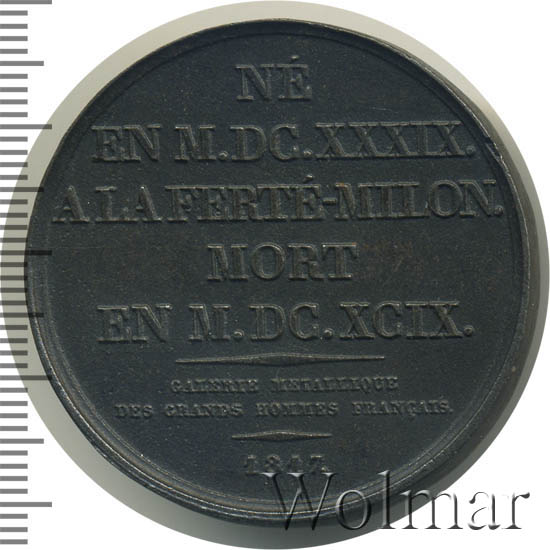 NÉ
EN M.DC.XXXIX.
A LA FERTÉ-MILON.
MORT
EN M.DC.XCIX.
GALERIE METALLIQUE
DES GRANDS HOMMES FRANÇAIS.
1817.
Wolmar